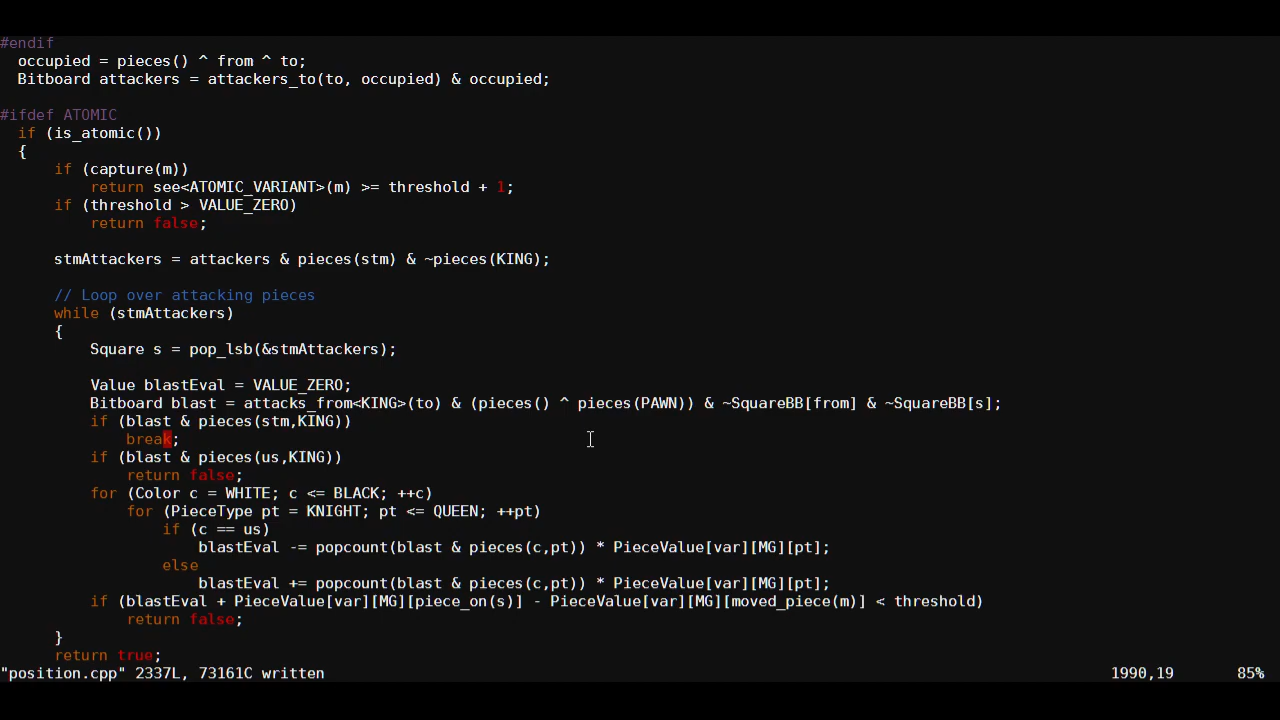 #endif
  occupied = pieces() ^ from ^ to;
  Bitboard attackers = attackers_to(to, occupied) & occupied;

#ifdef ATOMIC
  if (is_atomic())
  {
      if (capture(m))
          return see<ATOMIC_VARIANT>(m) >= threshold + 1;
      if (threshold > VALUE_ZERO)
          return false;

      stmAttackers = attackers & pieces(stm) & ~pieces(KING);

      // Loop over attacking pieces
      while (stmAttackers)
      {
          Square s = pop_lsb(&stmAttackers);

          Value blastEval = VALUE_ZERO;
          Bitboard blast = attacks_from<KING>(to) & (pieces() ^ pieces(PAWN)) & ~SquareBB[from] & ~SquareBB[s];
          if (blast & pieces(stm,KING))
              break;
          if (blast & pieces(us,KING))
              return false;
          for (Color c = WHITE; c <= BLACK; ++c)
              for (PieceType pt = KNIGHT; pt <= QUEEN; ++pt)
                  if (c == us)
                      blastEval -= popcount(blast & pieces(c,pt)) * PieceValue[var][MG][pt];
                  else
                      blastEval += popcount(blast & pieces(c,pt)) * PieceValue[var][MG][pt];
          if (blastEval + PieceValue[var][MG][piece_on(s)] - PieceValue[var][MG][moved_piece(m)] < threshold)
              return false;
      }
      return true;
"position.cpp" 2337L, 73161C written 1990,19 85%